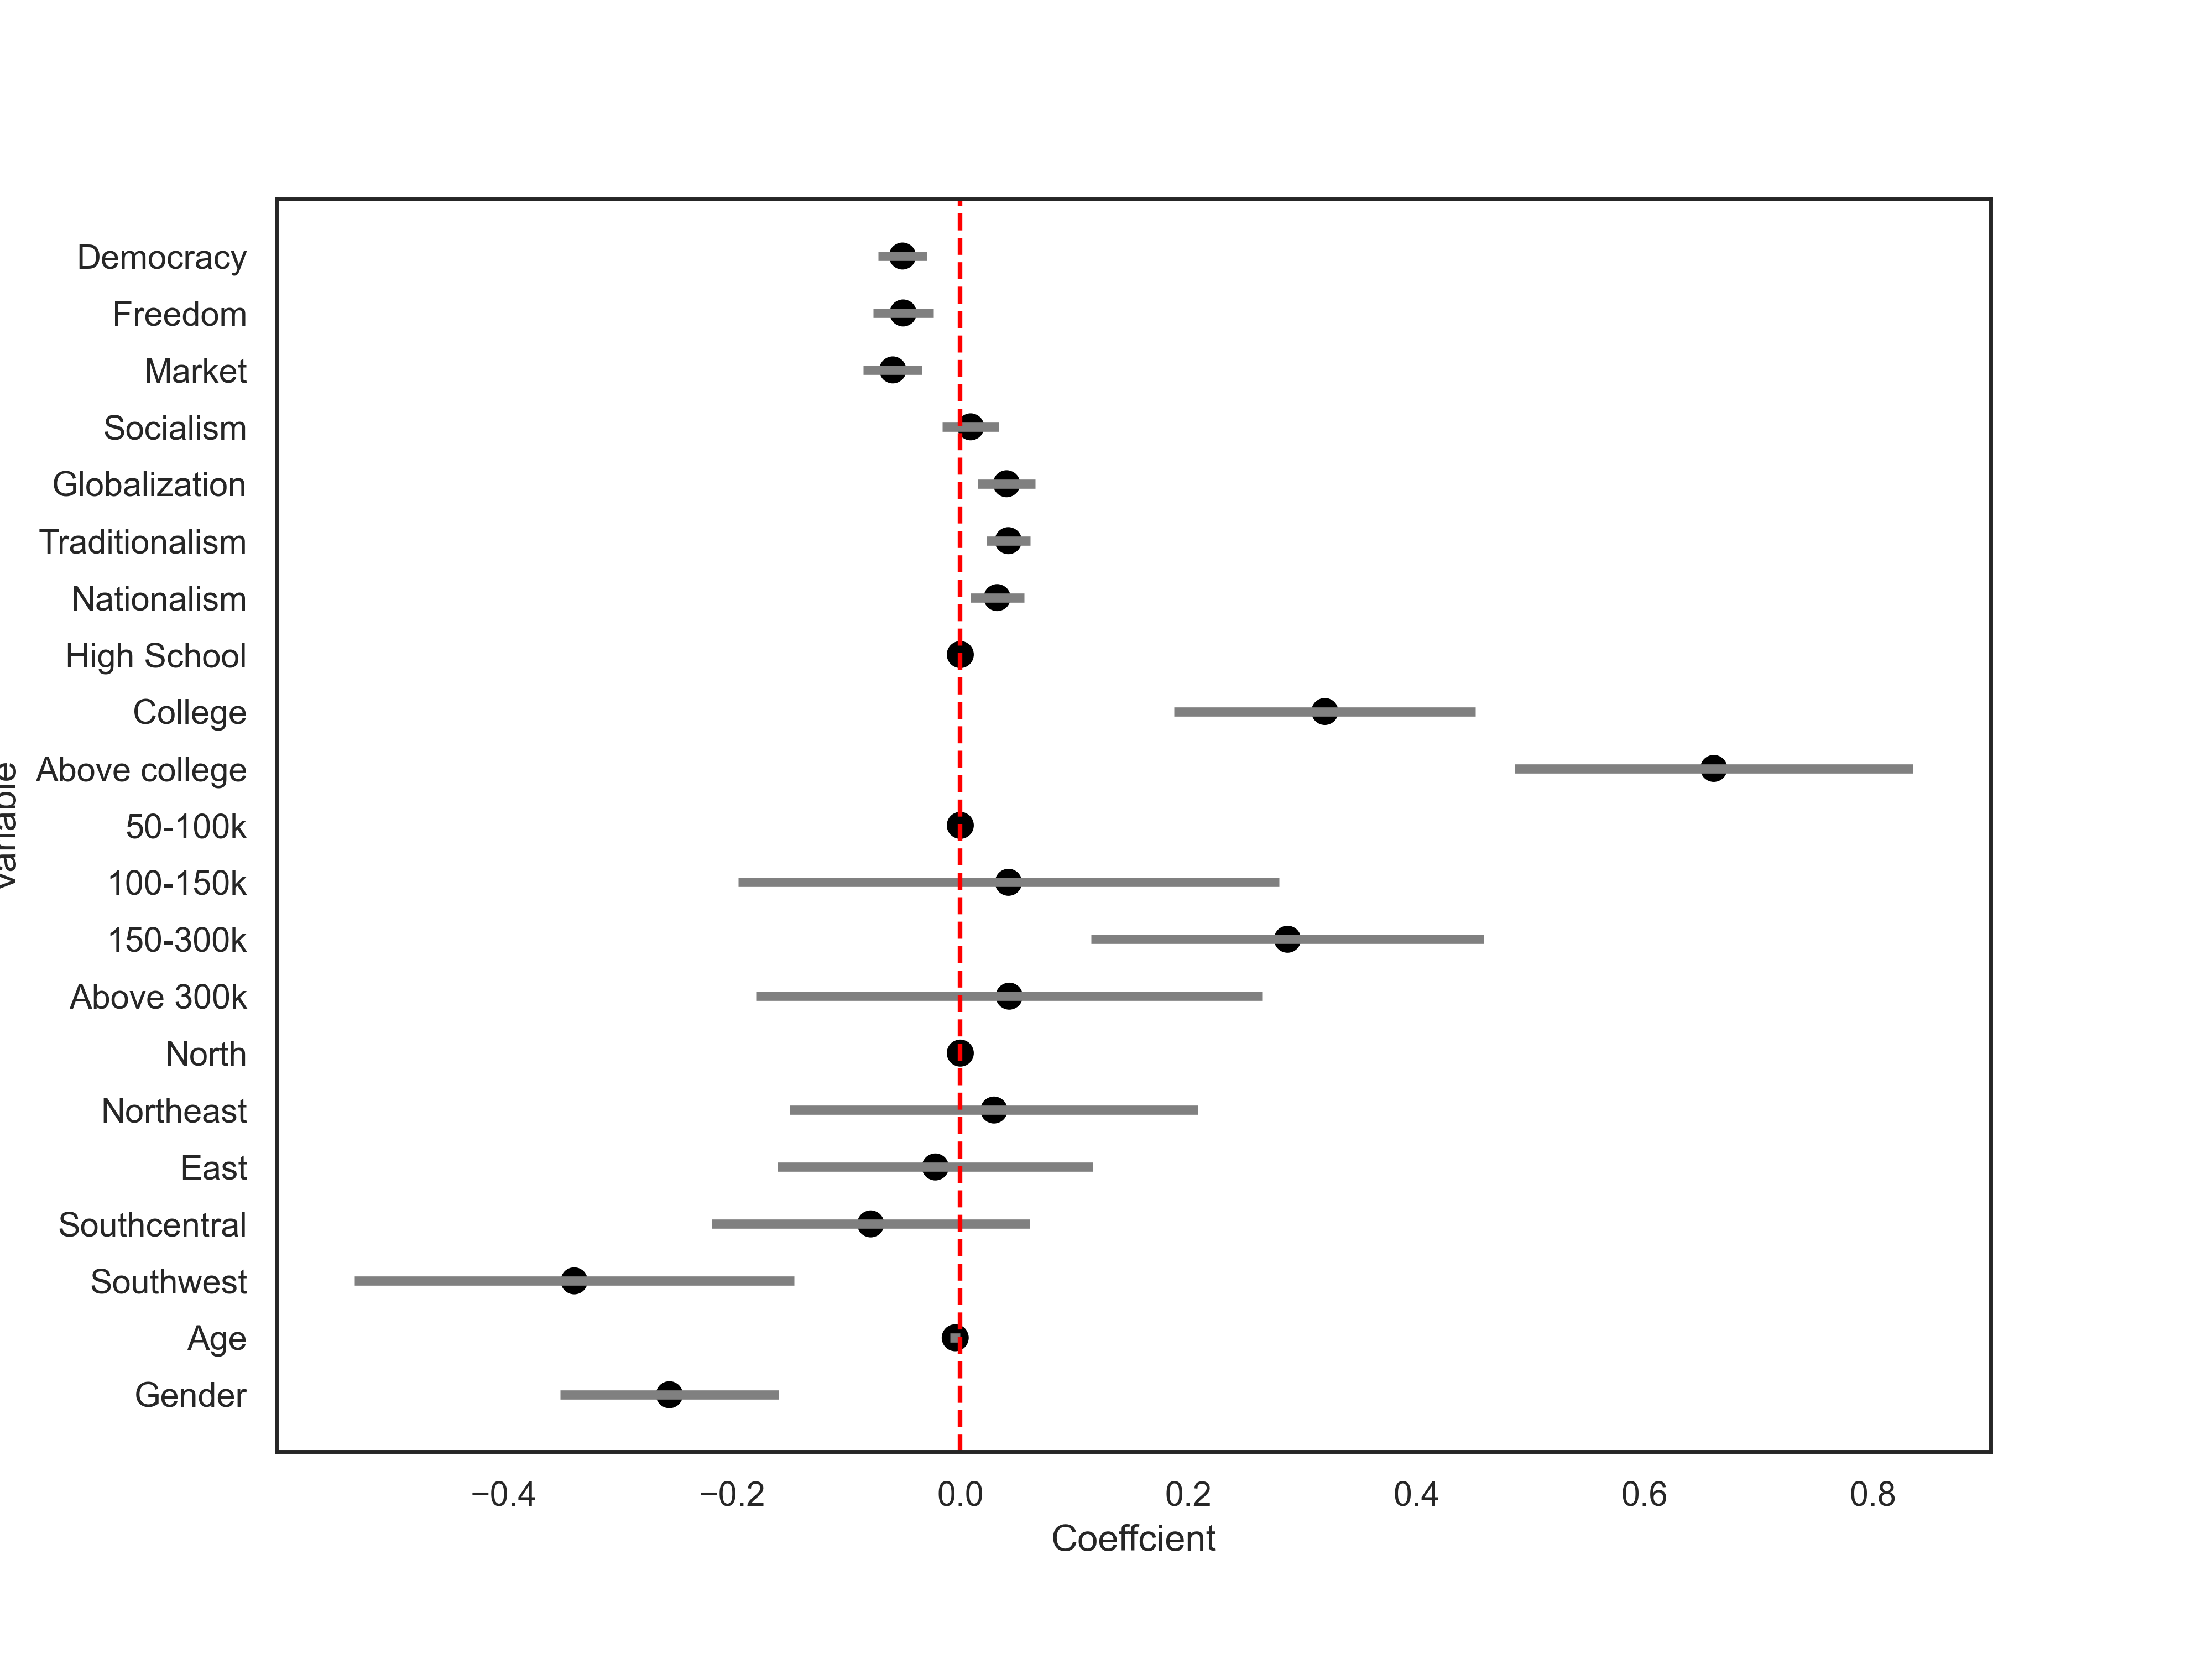 Democracy
Freedom
Market
Socialism
Globalization
Traditionalism
Nationalism
High School
College
Above college
50-100k
100-150k
150-300k
Above 300k
North
Northeast
East
Southcentral
Southwest
Age
Gender
Variable
−0.4 −0.2 0.0 0.2 0.4 0.6 0.8
Coeffcient